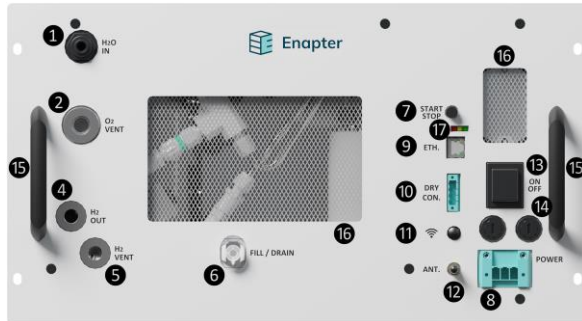 Enapter
1
H2O
IN
2
O2
VENT
15
4
H2
OUT
H2
VENT
5
6
FILL / DRAIN
16
16
7
START
STOP
17
9
ETH.
10
DRY
CON.
11
ANT.
12
13
ON
OFF
14
15
POWER
8